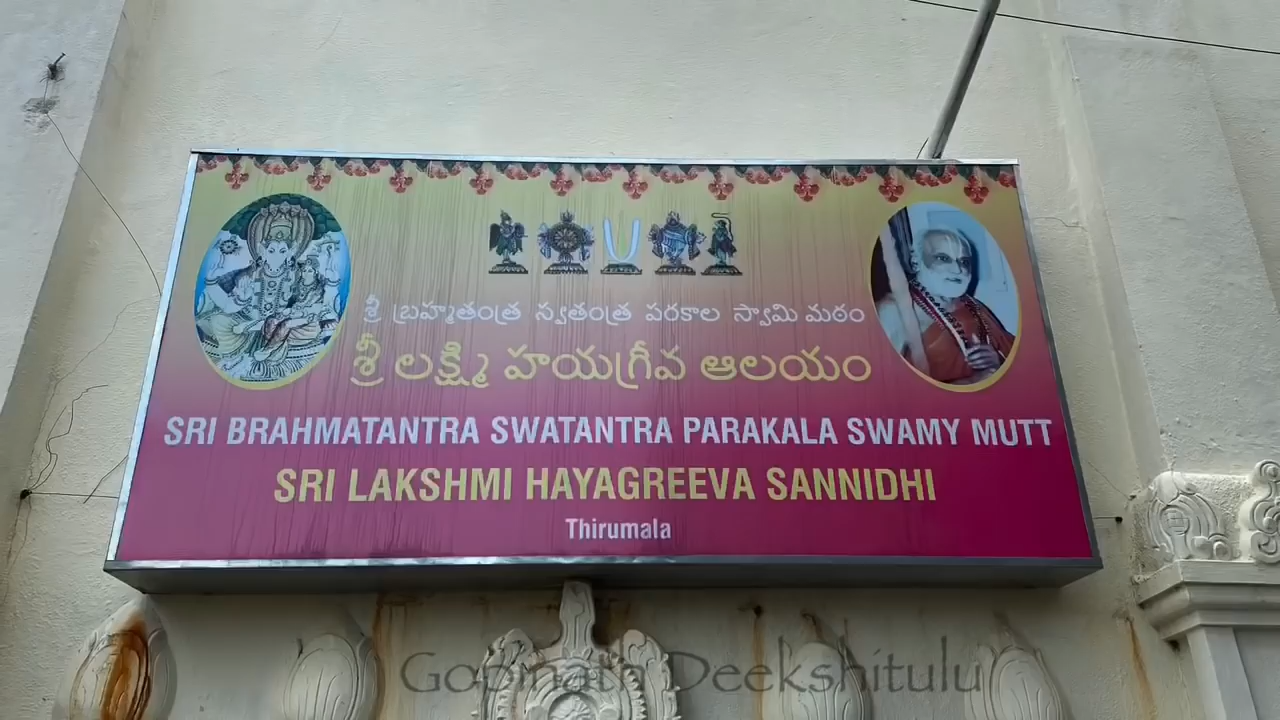 శ్రీ బ్రహ్మతంత్ర స్వతంత్ర పరకాల స్వామి మఠం
శ్రీ లక్ష్మి హయగ్రీవ ఆలయం
SRI BRAHMATANTRA SWATANTRA PARAKALA SWAMY MUTT
SRI LAKSHMI HAYAGREEVA SANNIDHI
Thirumala
Gopinath Deekshitulu